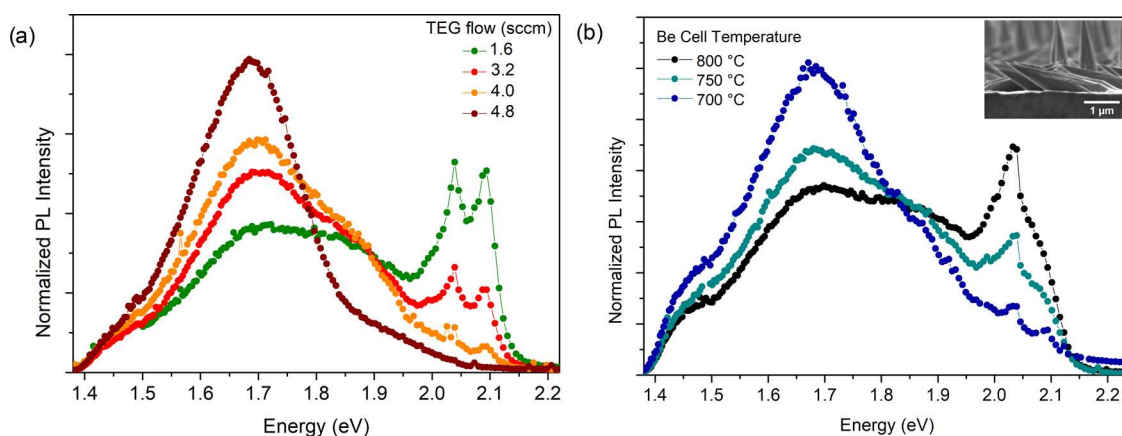 (a)
TEG flow (sccm)
1.6
3.2
4.0
4.8
Normalized PL Intensity
1.4 1.5 1.6 1.7 1.8 1.9 2.0 2.1 2.2
Energy (eV)
(b)
Be Cell Temperature
800 °C
750 °C
700 °C
1 µm
Normalized PL Intensity
1.4 1.5 1.6 1.7 1.8 1.9 2.0 2.1 2.2
Energy (eV)